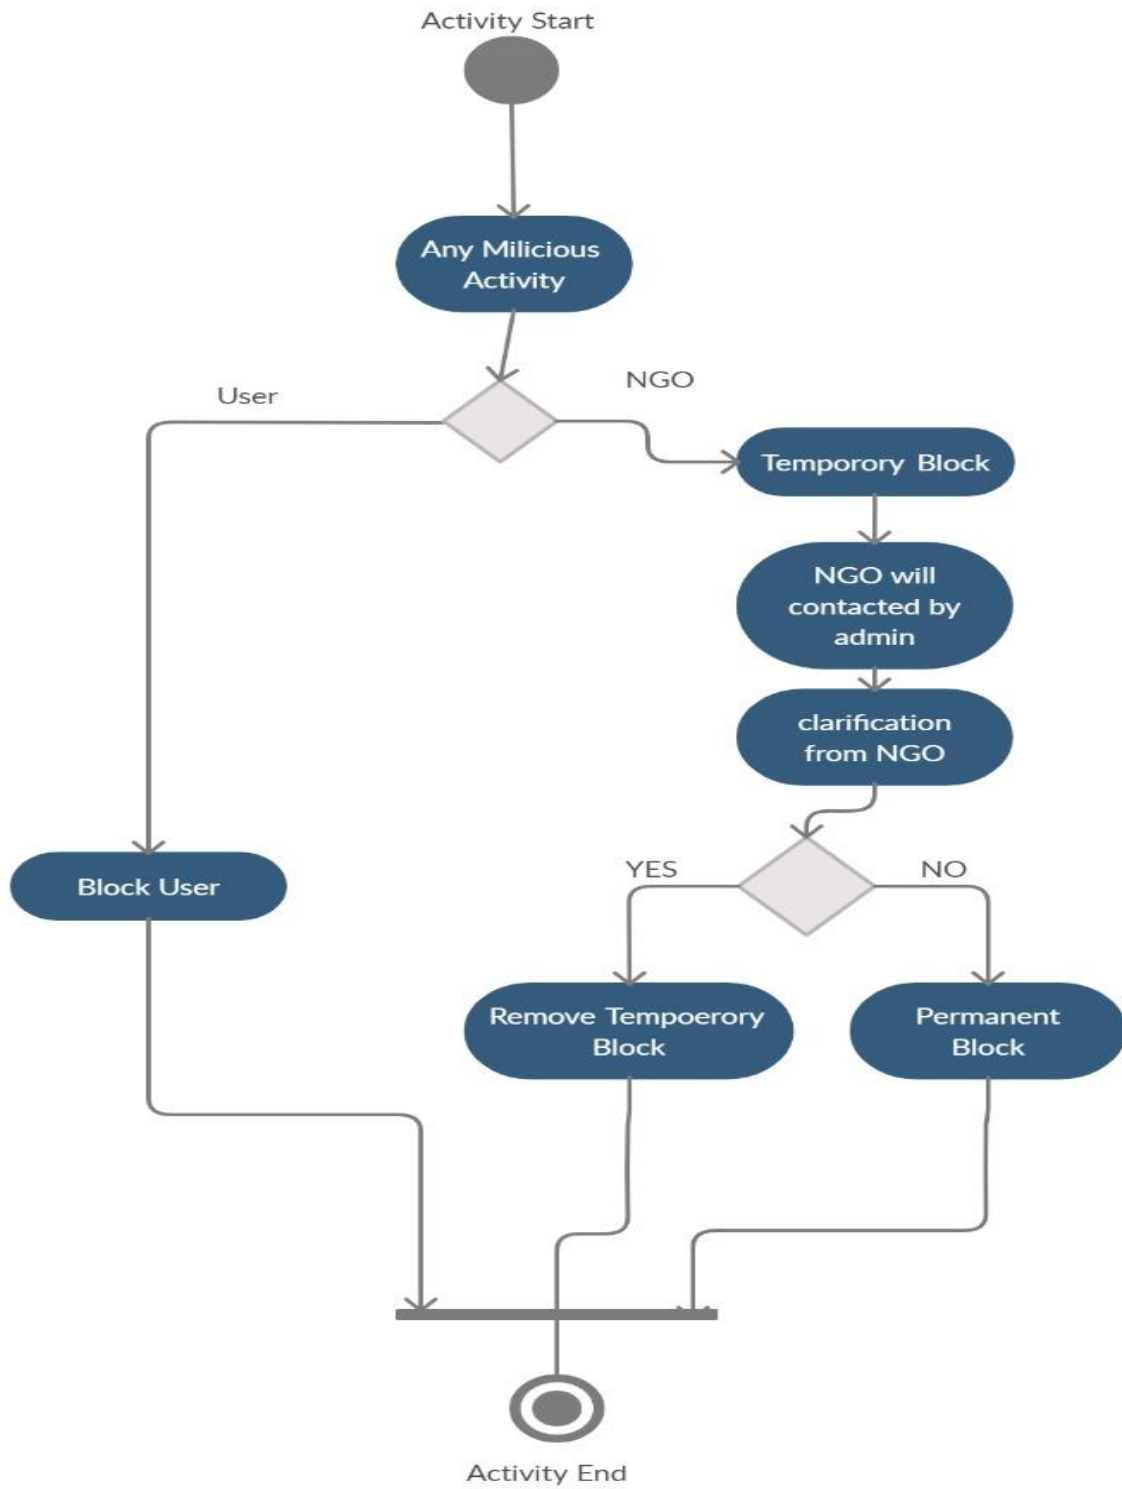 Activity Start
Any Milicious
Activity
User
NGO
Temporory Block
NGO will
contacted by
admin
clarification
from NGO
YES
NO
Block User
Remove Tempoerory
Block
Permanent
Block
Activity End